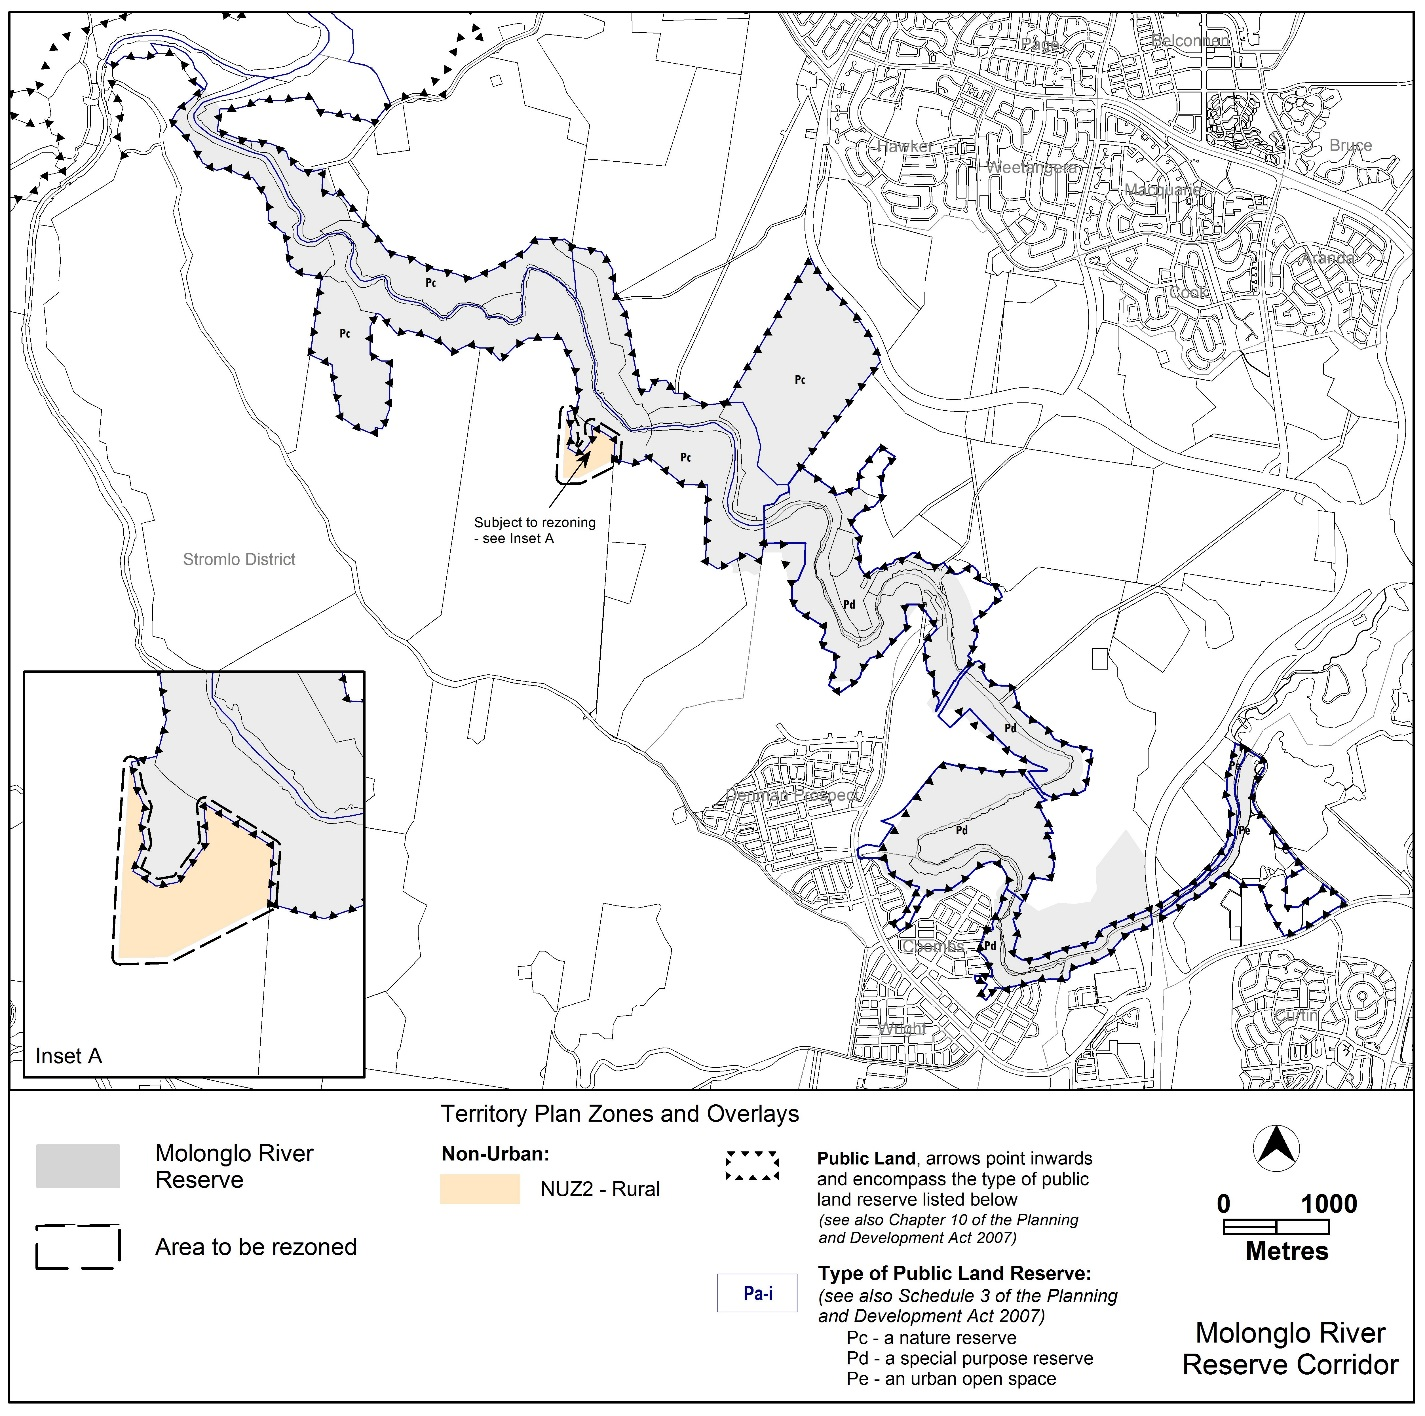 Page
Belconnen
Hawker
Weetangera
Bruce
Macquarie
Aranda
Cook
Pc
Pc
Pc
Pc
Subject to rezoning
- see Inset A
Stromlo District
Pd
Pd
Denman Prospect
Pd
Pe
Coombs
Pd
Wright
Curtin
Inset A
Territory Plan Zones and Overlays
Molonglo River
Reserve
Area to be rezoned
Non-Urban:
NUZ2 - Rural
Public Land, arrows point inwards
and encompass the type of public
land reserve listed below
(see also Chapter 10 of the Planning
and Development Act 2007)
Pa-i
Type of Public Land Reserve:
(see also Schedule 3 of the Planning
and Development Act 2007)
Pc - a nature reserve
Pd - a special purpose reserve
Pe - an urban open space
0 1000
Metres
Molonglo River
Reserve Corridor